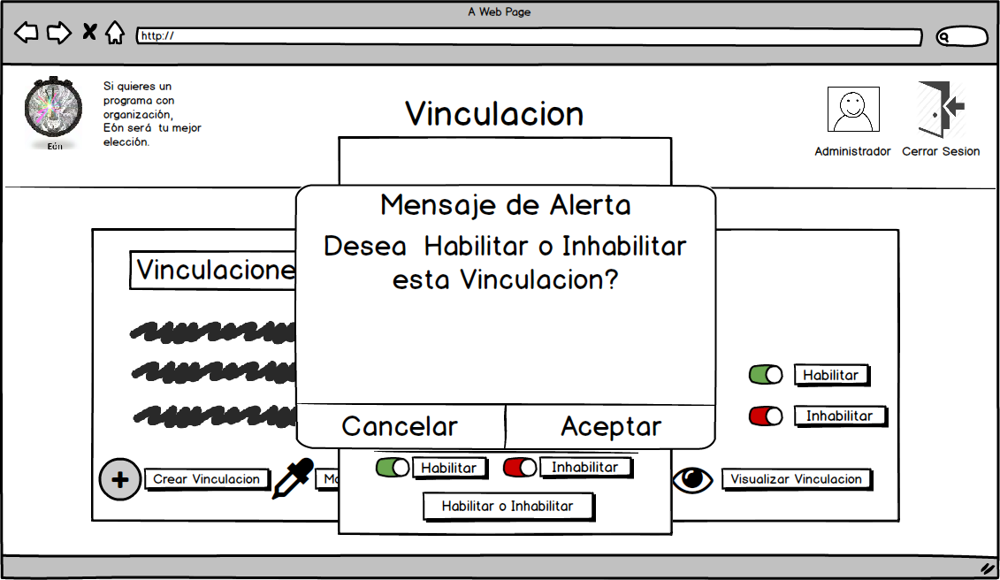 A Web Page
http://
Si quieres un
programa con
organización,
Eón será tu mejor
elección.
Eón
Vinculacion
Administrador
Cerrar Sesion
Mensaje de Alerta
Desea Habilitar o Inhabilitar
esta Vinculacion?
Cancelar
Aceptar
Vinculacione
Habilitar
Inhabilitar
Habilitar
Inhabilitar
Crear Vinculacion
Mo
Visualizar Vinculacion
Habilitar o Inhabilitar